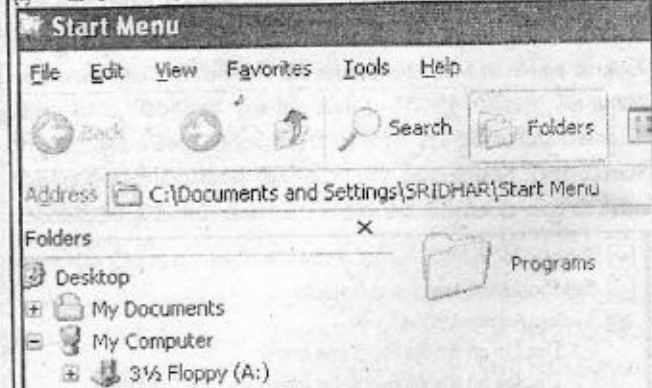 Start Menu
File Edit View Favorites Tools Help
Back Search Folders
Address C:\Documents and Settings\SRIDHAR\Start Menu
Folders
Programs
Desktop
My Documents
My Computer
3½ Floppy (A:)